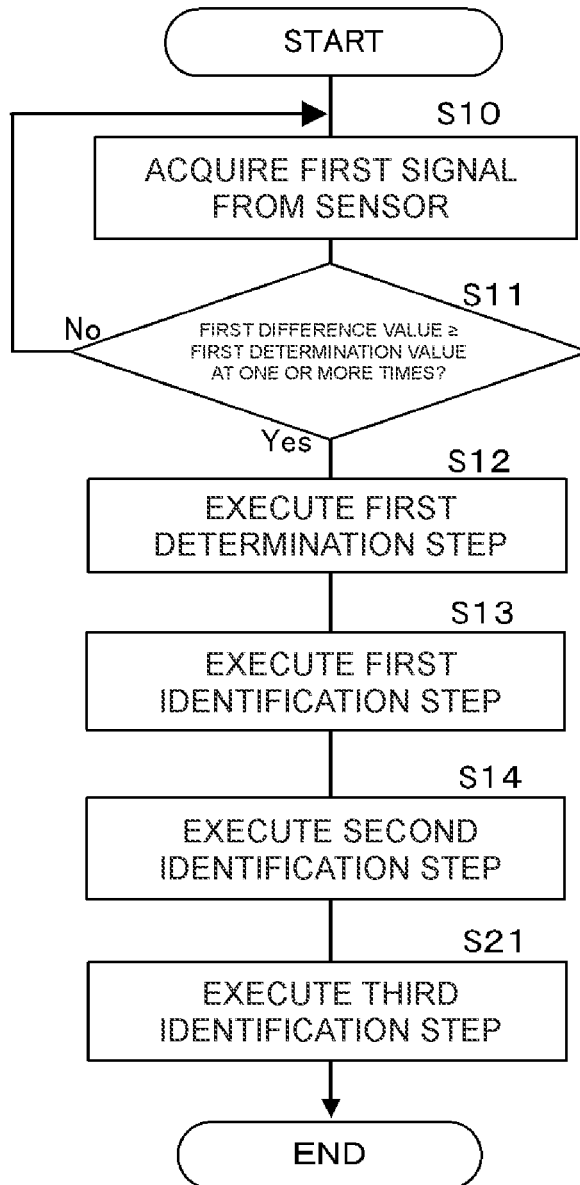 START
S10
ACQUIRE FIRST SIGNAL
FROM SENSOR
S11
No
FIRST DIFFERENCE VALUE ≥
FIRST DETERMINATION VALUE
AT ONE OR MORE TIMES?
Yes
S12
EXECUTE FIRST
DETERMINATION STEP
S13
EXECUTE FIRST
IDENTIFICATION STEP
S14
EXECUTE SECOND
IDENTIFICATION STEP
S21
EXECUTE THIRD
IDENTIFICATION STEP
END